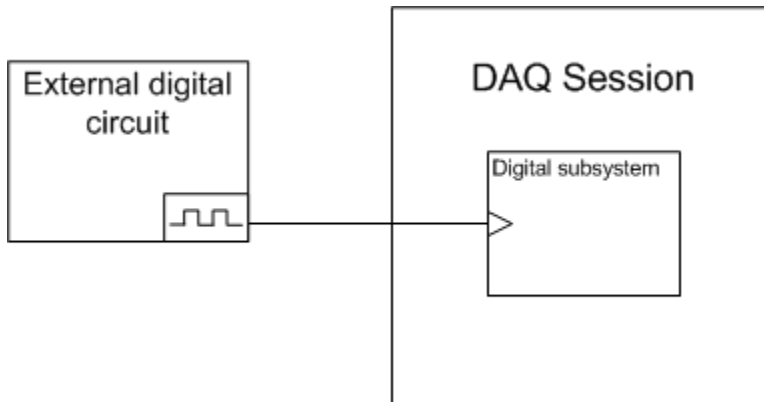 External digital
circuit
DAQ Session
Digital subsystem